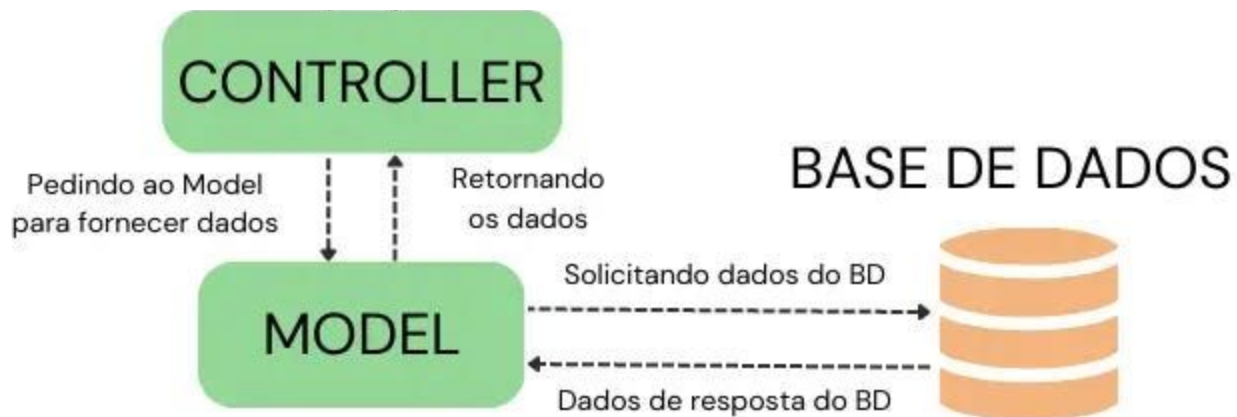 CONTROLLER
Pedindo ao Model
para fornecer dados
Retornando
os dados
BASE DE DADOS
MODEL
Solicitando dados do BD
Dados de resposta do BD